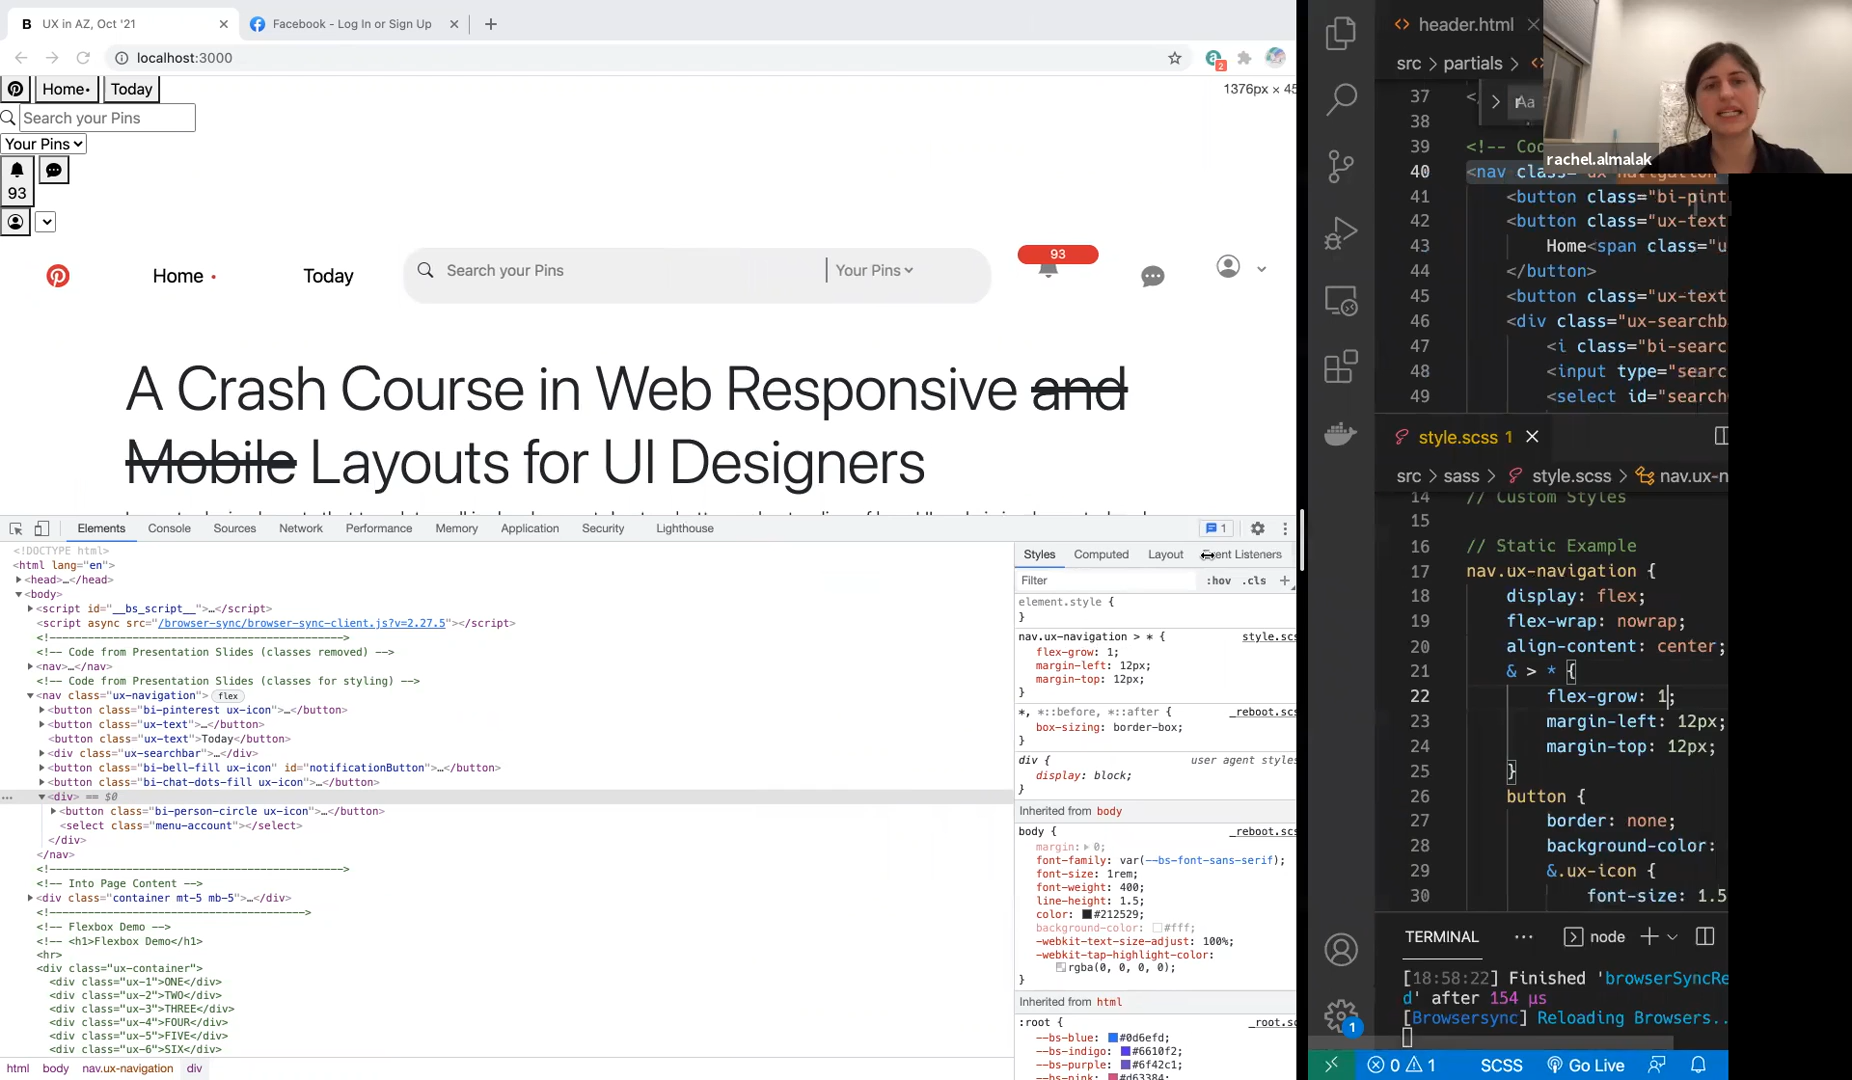 B UX in AZ, Oct '21
Facebook - Log In or Sign Up
localhost:3000
2
Home•
Today
1376px × 45
Search your Pins
Your Pins
93
Home •
Today
Search your Pins
Your Pins
93
A Crash Course in Web Responsive and
Mobile Layouts for UI Designers
Elements
Console
Sources
Network
Performance
Memory
Application
Security
Lighthouse
1
<!DOCTYPE html>
<html lang="en">
<head>…</head>
<body>
<script id="__bs_script__">…</script>
<script async src="/browser-sync/browser-sync-client.js?v=2.27.5"></script>
<!-- Code from Presentation Slides (classes removed) -->
<nav>…</nav>
<!-- Code from Presentation Slides (classes for styling) -->
<nav class="ux-navigation"> flex
<button class="bi-pinterest ux-icon">…</button>
<button class="ux-text">…</button>
<button class="ux-text">Today</button>
<div class="ux-searchbar">…</div>
<button class="bi-bell-fill ux-icon" id="notificationButton">…</button>
<button class="bi-chat-dots-fill ux-icon">…</button>
<div> == $0
<button class="bi-person-circle ux-icon">…</button>
<select class="menu-account"></select>
</div>
</nav>
<!-- Into Page Content -->
<div class="container mt-5 mb-5">…</div>
<!-- Flexbox Demo -->
<!-- <h1>Flexbox Demo</h1>
<hr>
<div class="ux-container">
<div class="ux-1">ONE</div>
<div class="ux-2">TWO</div>
<div class="ux-3">THREE</div>
<div class="ux-4">FOUR</div>
<div class="ux-5">FIVE</div>
<div class="ux-6">SIX</div>
html body nav.ux-navigation div
Styles
Computed
Layout
Event Listeners
Filter
:hov .cls +
element.style {
}
nav.ux-navigation > * { style.scs
flex-grow: 1;
margin-left: 12px;
margin-top: 12px;
}
*, *::before, *::after { _reboot.scs
box-sizing: border-box;
}
div { user agent styles
display: block;
}
Inherited from body
body { _reboot.scs
margin: 0;
font-family: var(--bs-font-sans-serif);
font-size: 1rem;
font-weight: 400;
line-height: 1.5;
color: #212529;
background-color: #fff;
-webkit-text-size-adjust: 100%;
-webkit-tap-highlight-color:
rgba(0, 0, 0, 0);
}
Inherited from html
:root { _root.scs
--bs-blue: #0d6efd;
--bs-indigo: #6610f2;
--bs-purple: #6f42c1;
--bs-pink: #d63384;
header.html
src > partials >
Aa
rachel.almalak
37
38
39 <!-- Cod
40 <nav class="ux-navigation"
41 <button class="bi-pint
42 <button class="ux-text
43 Home<span class="u
44 </button>
45 <button class="ux-text
46 <div class="ux-searchb
47 <i class="bi-searc
48 <input type="searc
49 <select id="search
style.scss 1
src > sass > style.scss > nav.ux-n
14 // Custom Styles
15
16 // Static Example
17 nav.ux-navigation {
18 display: flex;
19 flex-wrap: nowrap;
20 align-content: center;
21 & > * {
22 flex-grow: 1;
23 margin-left: 12px;
24 margin-top: 12px;
25 }
26 button {
27 border: none;
28 background-color:
29 &.ux-icon {
30 font-size: 1.5
TERMINAL ··· node
[18:58:22] Finished 'browserSyncRe
d' after 154 μs
[Browsersync] Reloading Browsers..
1
0 1 SCSS Go Live